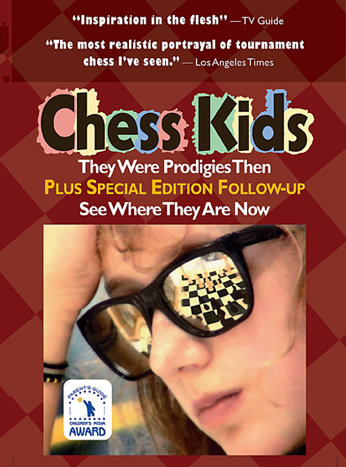 “Inspiration in the flesh” — TV Guide
“The most realistic portrayal of tournament
chess I’ve seen.” — Los Angeles Times
Chess Kids
They Were Prodigies Then
PLUS SPECIAL EDITION FOLLOW-UP
See Where They Are Now
PARENT'S GUIDE
CHILDREN'S MEDIA
AWARD